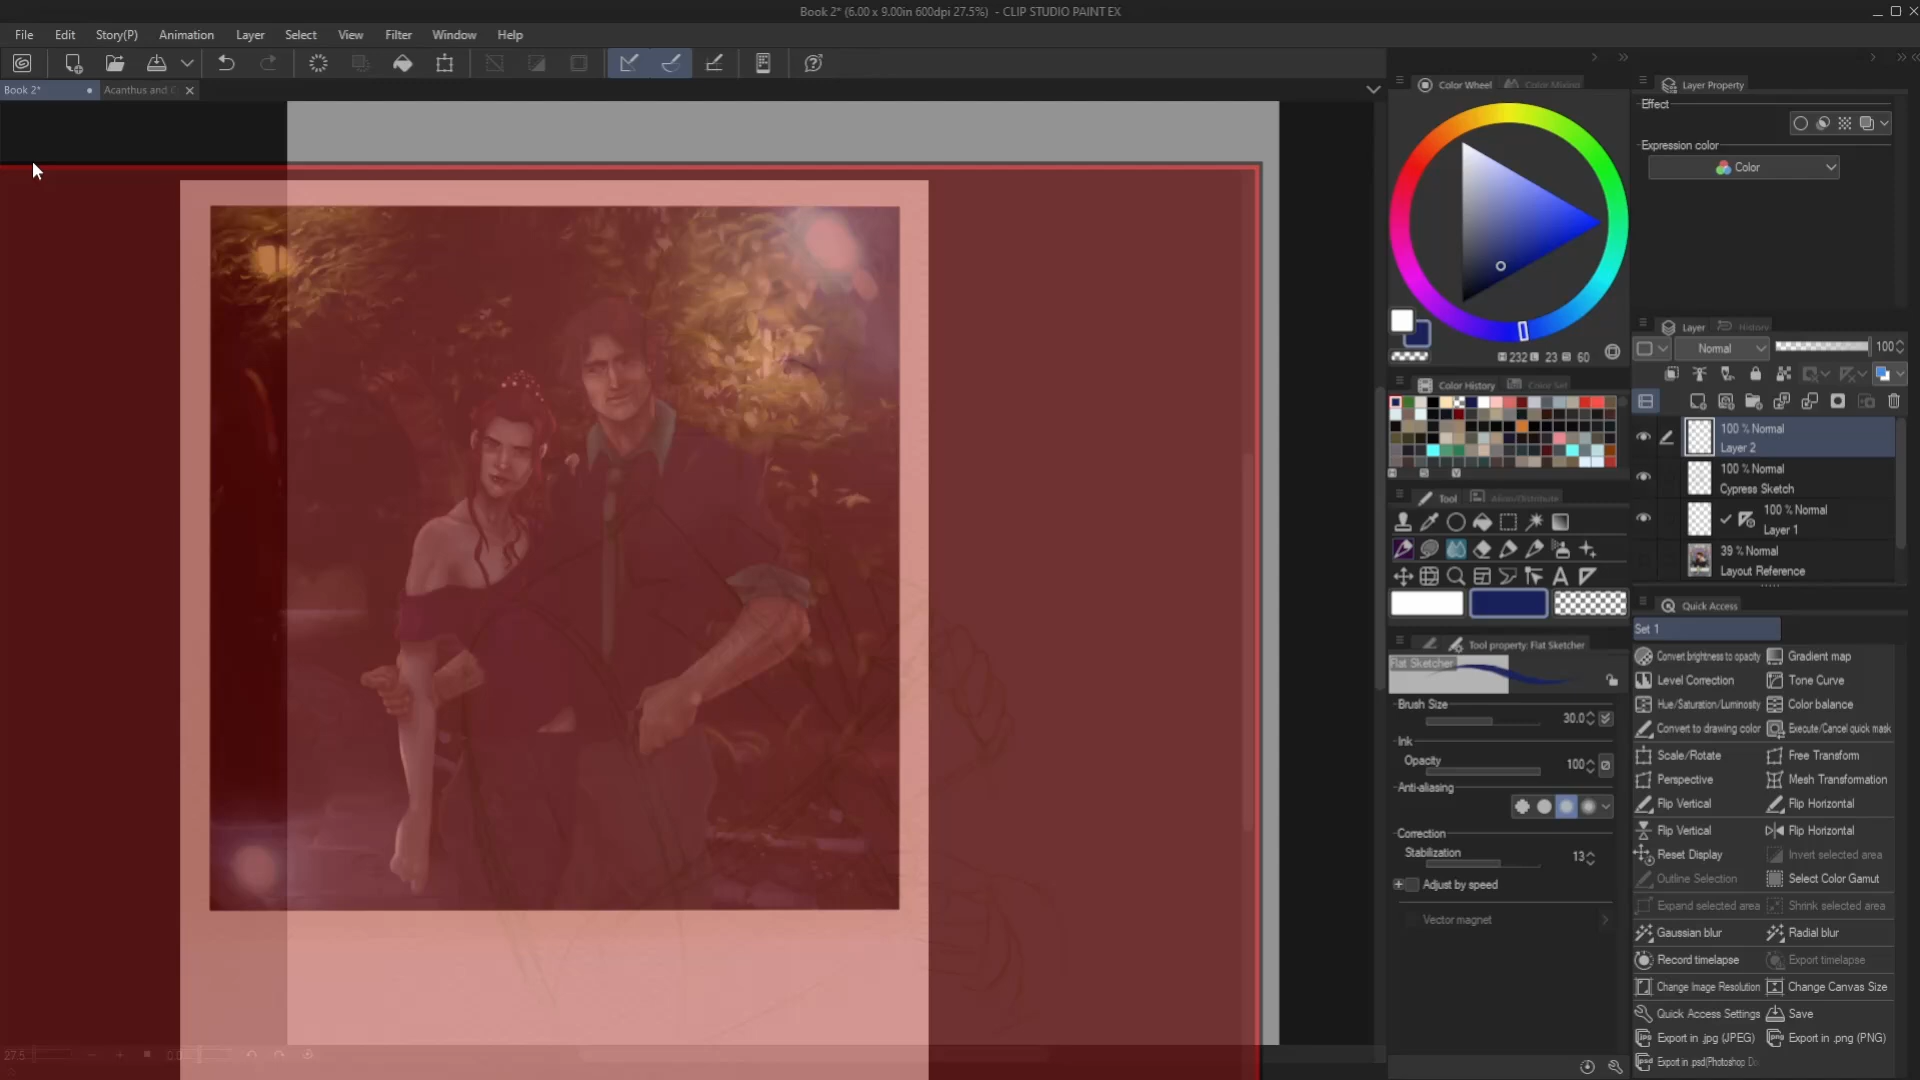 Book 2* (6.00 x 9.00in 600dpi 27.5%) - CLIP STUDIO PAINT EX
File Edit Story(P) Animation Layer Select View Filter Window Help
Book 2* Acanthus and
Color Wheel Color Mixing
232 23 60
Color History Color Set
Tool Align/Distribute
Tool property: Flat Sketcher
Flat Sketcher
Brush Size
30.0
Ink
Opacity 100
Anti-aliasing
Correction
Stabilization 13
Adjust by speed
Vector magnet
Layer Property
Effect
Expression color
Color
Layer History
Normal 100
100 % Normal
Layer 2
100 % Normal
Cypress Sketch
100 % Normal
Layer 1
39 % Normal
Layout Reference
Quick Access
Set 1
Convert brightness to opacity Gradient map
Level Correction Tone Curve
Hue/Saturation/Luminosity Color balance
Convert to drawing color Execute/Cancel quick mask
Scale/Rotate Free Transform
Perspective Mesh Transformation
Flip Vertical Flip Horizontal
Flip Vertical Flip Horizontal
Reset Display Invert selected area
Outline Selection Select Color Gamut
Expand selected area Shrink selected area
Gaussian blur Radial blur
Record timelapse Export timelapse
Change Image Resolution Change Canvas Size
Quick Access Settings Save
Export in .jpg (JPEG) Export in .png (PNG)
Export in .psd(Photoshop
27.5 0.0